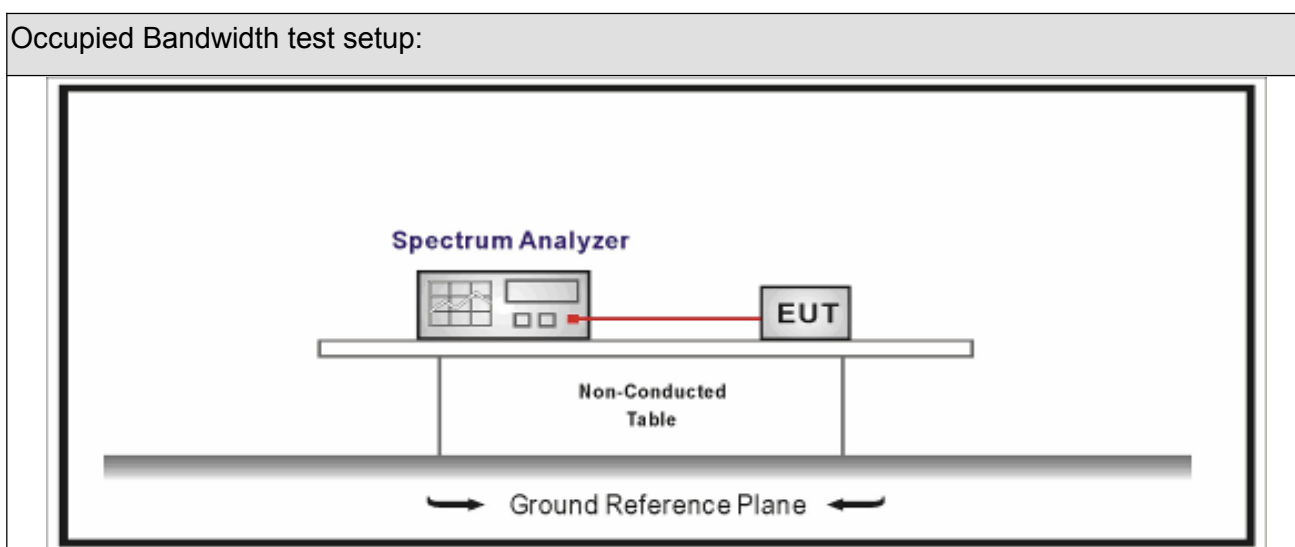 Occupied Bandwidth test setup:
Spectrum Analyzer
EUT
Non-Conducted
Table
Ground Reference Plane